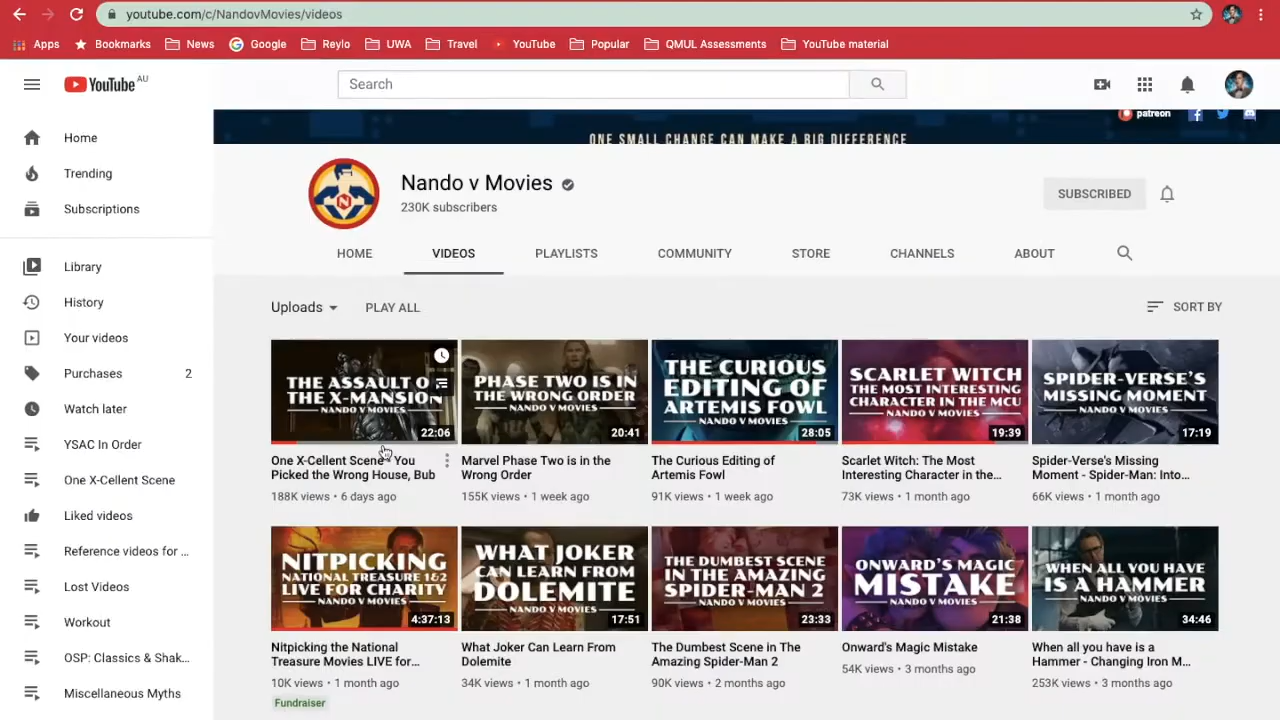 youtube.com/c/NandovMovies/videos
Apps Bookmarks News Google Reylo UWA Travel YouTube Popular QMUL Assessments YouTube material
YouTube AU Search
ONE SMALL CHANGE CAN MAKE A BIG DIFFERENCE patreon
Home
Trending
Subscriptions
Library
History
Your videos
Purchases 2
Watch later
YSAC In Order
One X-Cellent Scene
Liked videos
Reference videos for ...
Lost Videos
Workout
OSP: Classics & Shak...
Miscellaneous Myths
Nando v Movies
230K subscribers
SUBSCRIBED
HOME VIDEOS PLAYLISTS COMMUNITY STORE CHANNELS ABOUT
Uploads PLAY ALL SORT BY
THE ASSAULT O
THE X-MANSION
NANDO V MOVIES
22:06
One X-Cellent Scene - You
Picked the Wrong House, Bub
188K views • 6 days ago
PHASE TWO IS IN
THE WRONG ORDER
NANDO V MOVIES
20:41
Marvel Phase Two is in the
Wrong Order
155K views • 1 week ago
THE CURIOUS
EDITING OF
ARTEMIS FOWL
NANDO V MOVIES
28:05
The Curious Editing of
Artemis Fowl
91K views • 1 week ago
SCARLET WITCH
THE MOST INTERESTING
CHARACTER IN THE MCU
NANDO V MOVIES
19:39
Scarlet Witch: The Most
Interesting Character in the...
73K views • 1 month ago
SPIDER-VERSE'S
MISSING MOMENT
NANDO V MOVIES
17:19
Spider-Verse's Missing
Moment - Spider-Man: Into...
66K views • 1 month ago
NITPICKING
NATIONAL TREASURE 1&2
LIVE FOR CHARITY
NANDO V MOVIES
4:37:13
Nitpicking the National
Treasure Movies LIVE for...
10K views • 1 month ago
Fundraiser
WHAT JOKER
CAN LEARN FROM
DOLEMITE
NANDO V MOVIES
17:51
What Joker Can Learn From
Dolemite
34K views • 1 month ago
THE DUMBEST SCENE
IN THE AMAZING
SPIDER-MAN 2
NANDO V MOVIES
23:33
The Dumbest Scene in The
Amazing Spider-Man 2
90K views • 2 months ago
ONWARD'S MAGIC
MISTAKE
NANDO V MOVIES
21:38
Onward's Magic Mistake
54K views • 3 months ago
WHEN ALL YOU HAVE
IS A HAMMER
NANDO V MOVIES
34:46
When all you have is a
Hammer - Changing Iron M...
253K views • 3 months ago